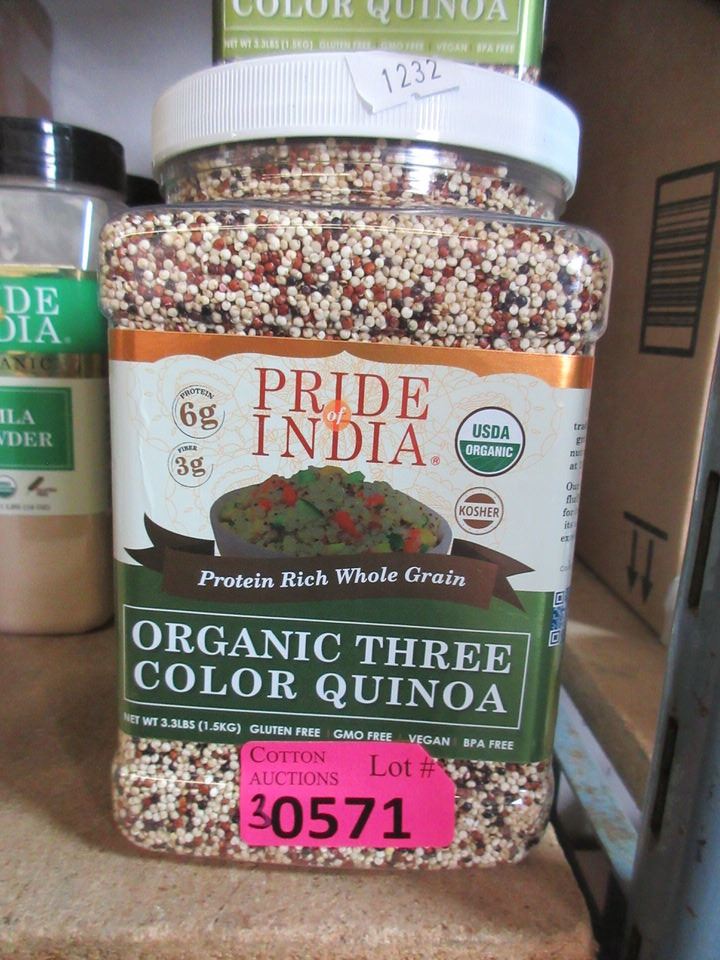 COLOR QUINOA
NET WT 3.3LBS (1.5KG) GLUTEN FREE GMO FREE VEGAN BPA FREE
1232
DE
DIA
ANIC
LA
DER
PROTEIN
6g
FIBER
3g
PRIDE
of
INDIA®
USDA
ORGANIC
KOSHER
Protein Rich Whole Grain
ORGANIC THREE
COLOR QUINOA
NET WT 3.3LBS (1.5KG) GLUTEN FREE GMO FREE VEGAN BPA FREE
COTTON
AUCTIONS
Lot #
30571